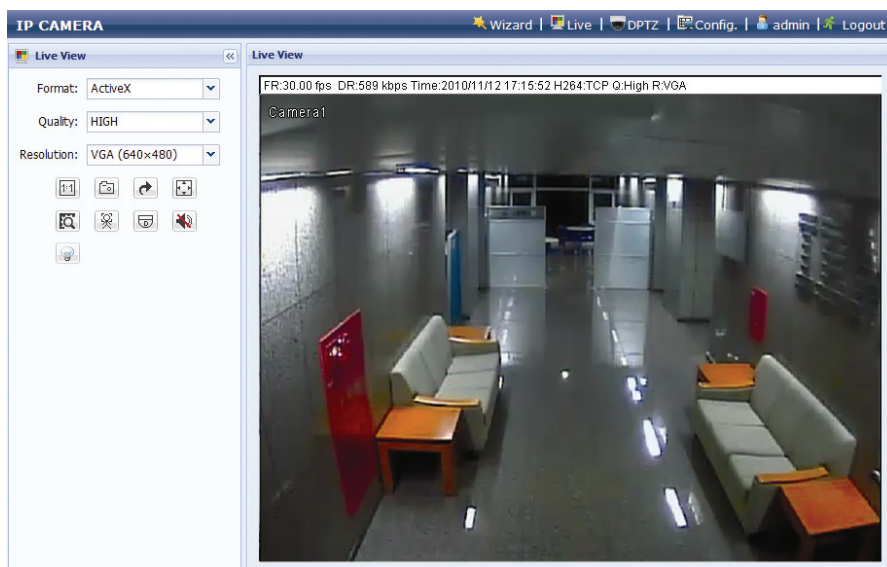 IP CAMERA
Wizard | Live | DPTZ | Config. | admin | Logout
Live View
Format: ActiveX
Quality: HIGH
Resolution: VGA (640×480)
1:1
Live View
FR:30.00 fps DR:589 kbps Time:2010/11/12 17:15:52 H264:TCP Q:High R:VGA
Camera1